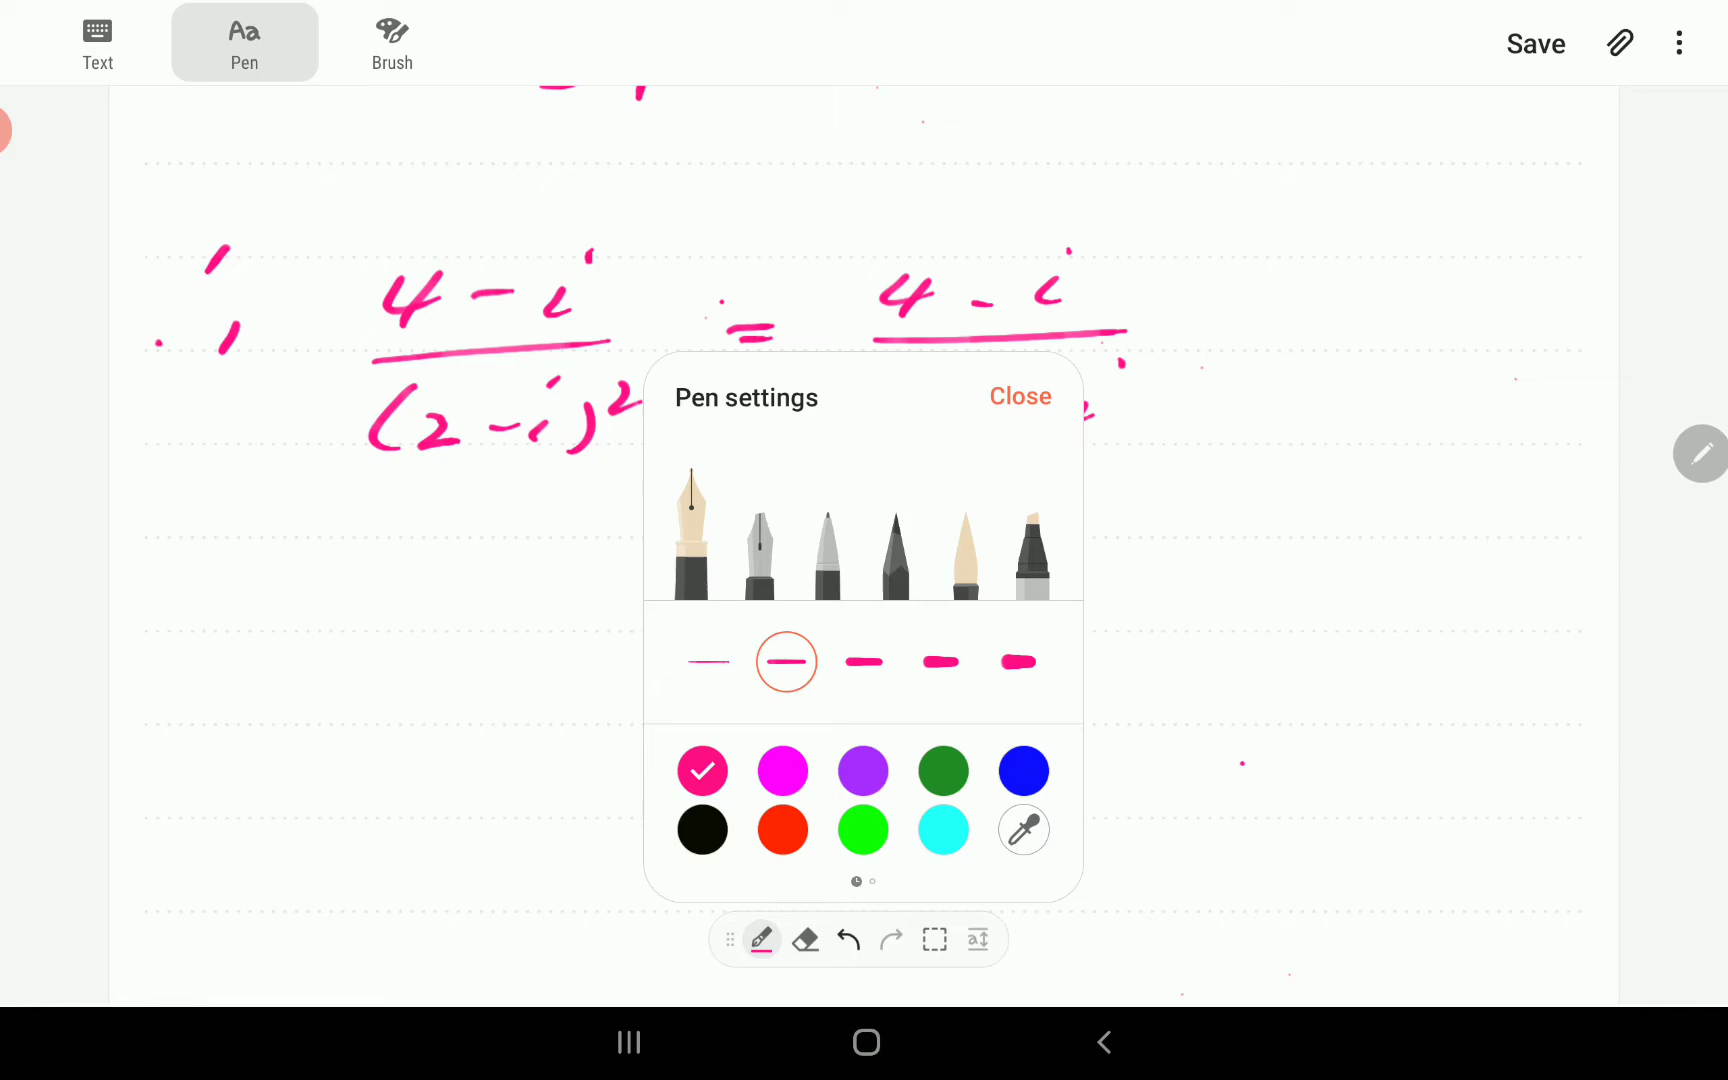 Text Pen Brush Save
4 - i = 4 - i
(2 - i)²
Pen settings Close